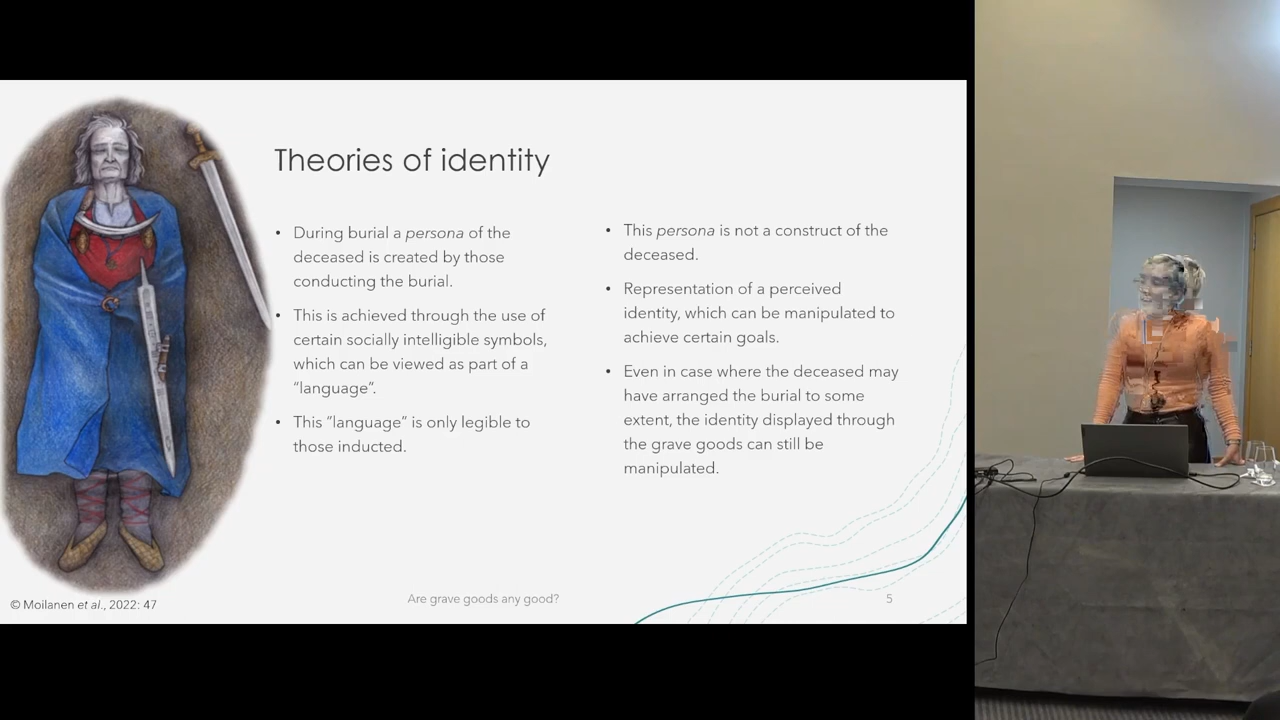 Theories of identity
• During burial a persona of the
deceased is created by those
conducting the burial.
• This is achieved through the use of
certain socially intelligible symbols,
which can be viewed as part of a
“language”.
• This “language” is only legible to
those inducted.
• This persona is not a construct of the
deceased.
• Representation of a perceived
identity, which can be manipulated to
achieve certain goals.
• Even in case where the deceased may
have arranged the burial to some
extent, the identity displayed through
the grave goods can still be
manipulated.
© Moilanen et al., 2022: 47
Are grave goods any good?
5